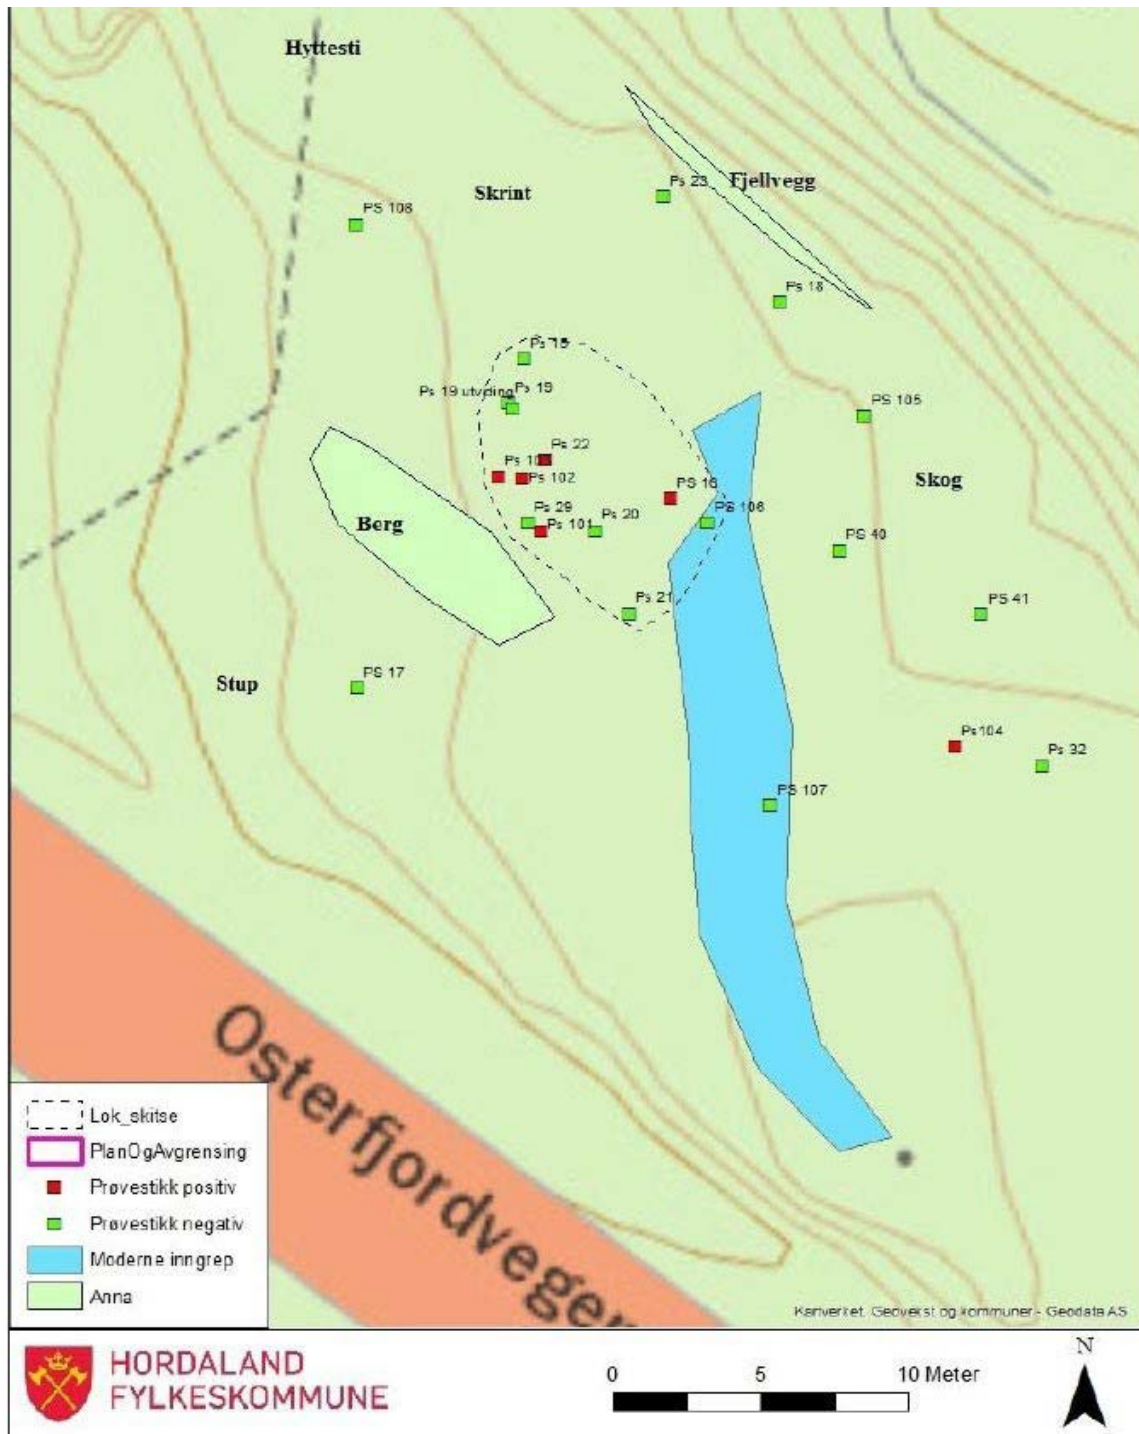 Hyttesti
Fjellvegg
Skrint
Ps 23
PS 108
Ps 18
Ps 19 utviding
Ps 19
PS 105
Ps 22
Ps 102
PS 16
Skog
Berg
Ps 29
Ps 101
Ps 20
PS 106
PS 40
Ps 21
PS 41
Stup
PS 17
Ps104
Ps 32
PS 107
Osterfjordvegen
Lok_skitse
PlanOgAvgrensing
Prøvestikk positiv
Prøvestikk negativ
Moderne inngrep
Anna
Kartverket, Geovekst og kommuner - Geodata AS
HORDALAND
FYLKESKOMMUNE
0 5 10 Meter
N